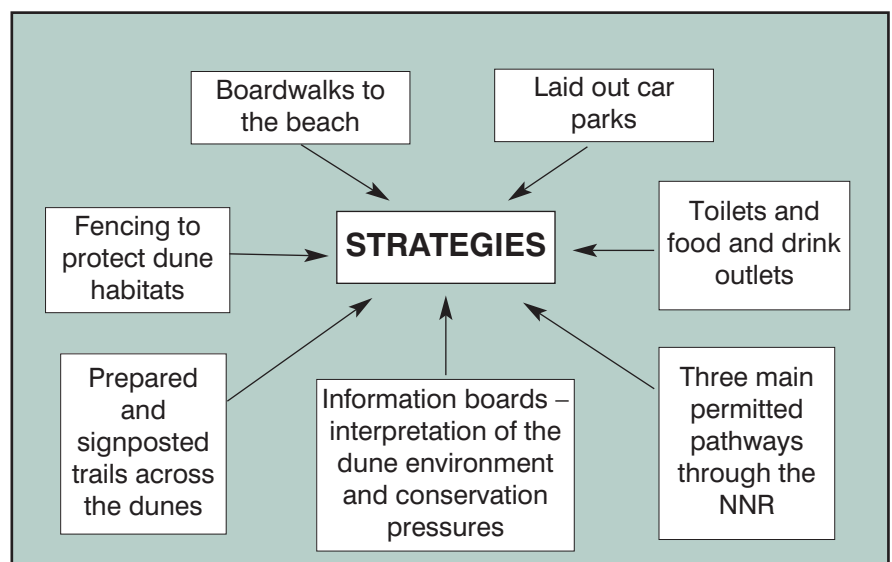 Boardwalks to
the beach
Laid out car
parks
Fencing to
protect dune
habitats
STRATEGIES
Toilets and
food and drink
outlets
Prepared
and
signposted
trails across
the dunes
Information boards –
interpretation of the
dune environment
and conservation
pressures
Three main
permitted
pathways
through the
NNR